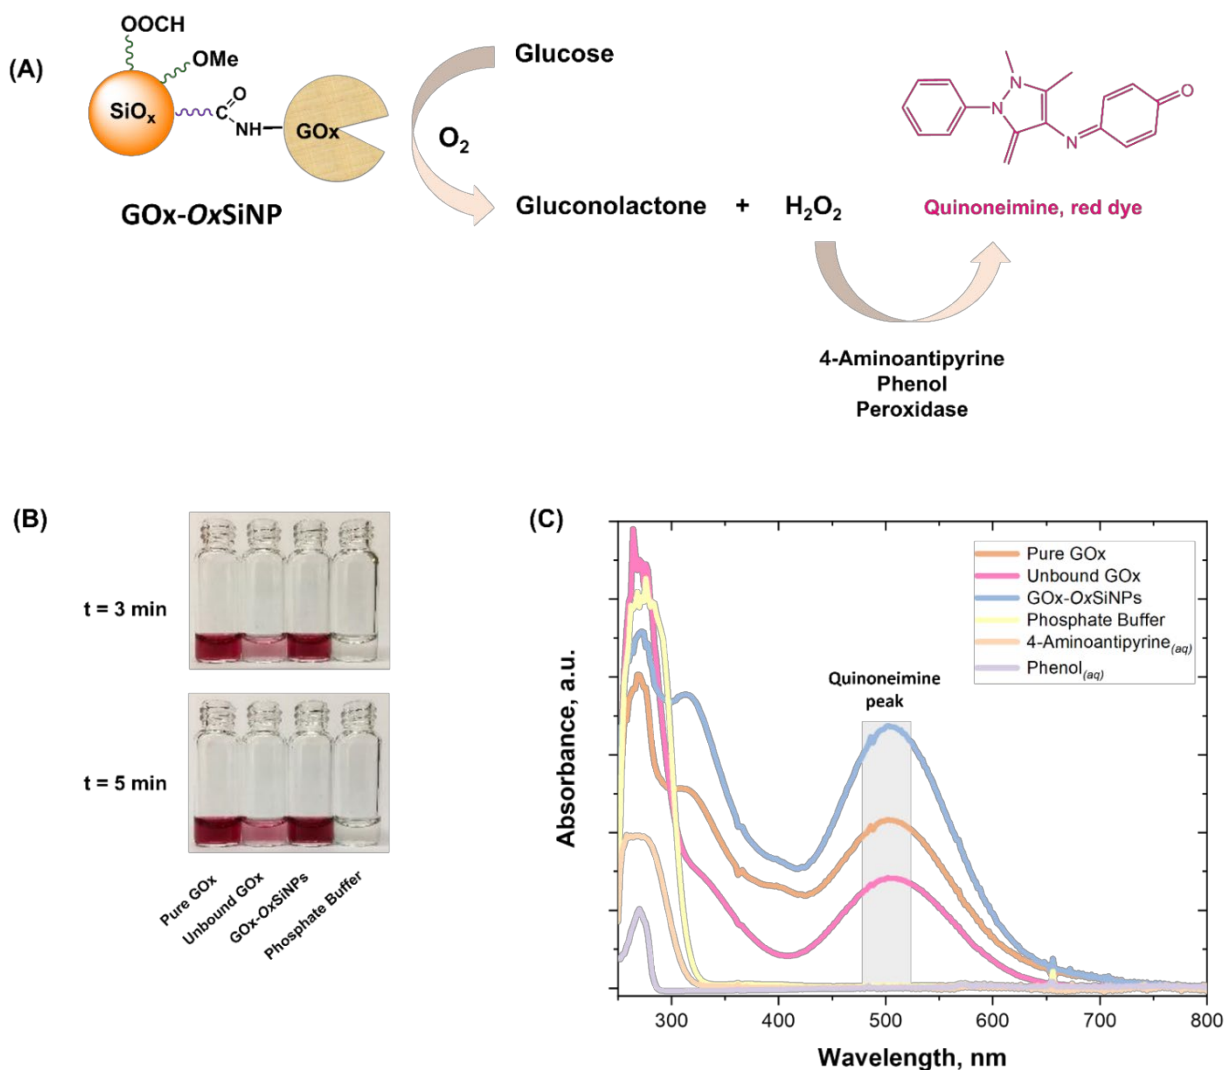 (A)
OOCH
OMe
SiOₓ
O
C
NH
GOx
GOx-OxSiNP
Glucose
O₂
Gluconolactone + H₂O₂
N
N
O
N
Quinoneimine, red dye
4-Aminoantipyrine
Phenol
Peroxidase
(B)
t = 3 min
t = 5 min
Pure GOx
Unbound GOx
GOx-OxSiNPs
Phosphate Buffer
(C)
Absorbance, a.u.
Pure GOx
Unbound GOx
GOx-OxSiNPs
Phosphate Buffer
4-Aminoantipyrine(aq)
Phenol(aq)
Quinoneimine
peak
300 400 500 600 700 800
Wavelength, nm